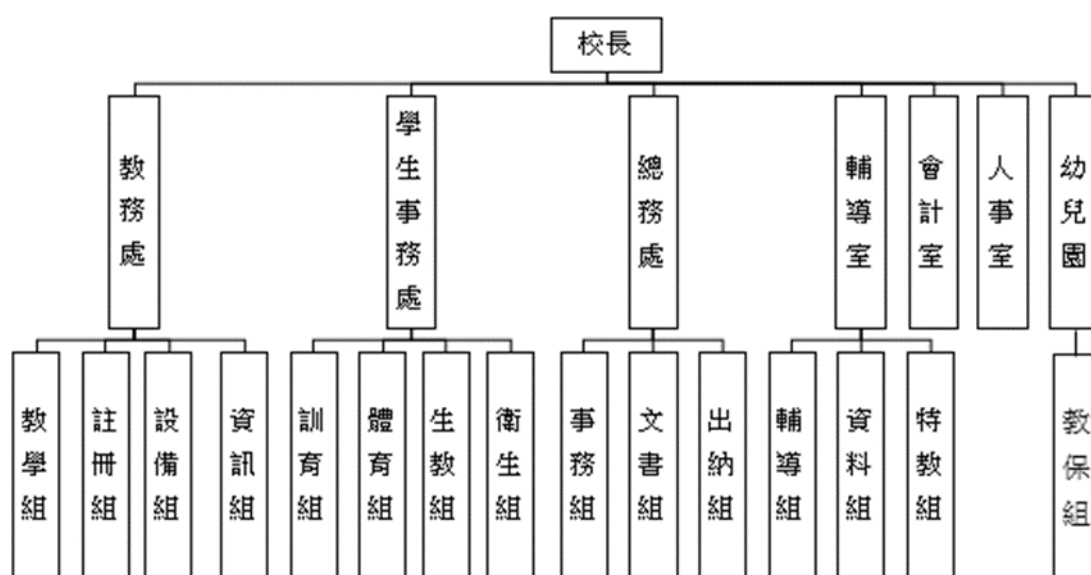 校長
教務處
學生事務處
總務處
輔導室
會計室
人事室
幼兒園
教學組
註冊組
設備組
資訊組
訓育組
體育組
生教組
衛生組
事務組
文書組
出納組
輔導組
資料組
特教組
教保組